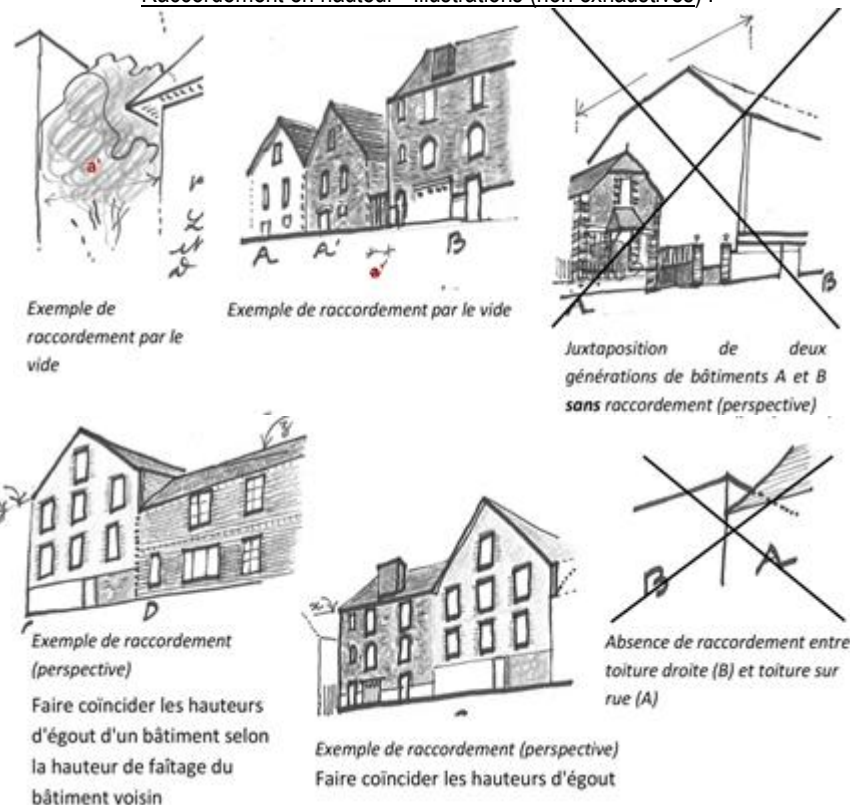 Raccordement en hauteur - Illustrations (non exhaustives) :
a'
A A' B
a'
B
Exemple de
raccordement par le
vide
Exemple de raccordement par le vide
Juxtaposition de deux
générations de bâtiments A et B
sans raccordement (perspective)
D
B A
Exemple de raccordement
(perspective)
Faire coïncider les hauteurs
d'égout d'un bâtiment selon
la hauteur de faîtage du
bâtiment voisin
Exemple de raccordement (perspective)
Faire coïncider les hauteurs d'égout
Absence de raccordement entre
toiture droite (B) et toiture sur
rue (A)